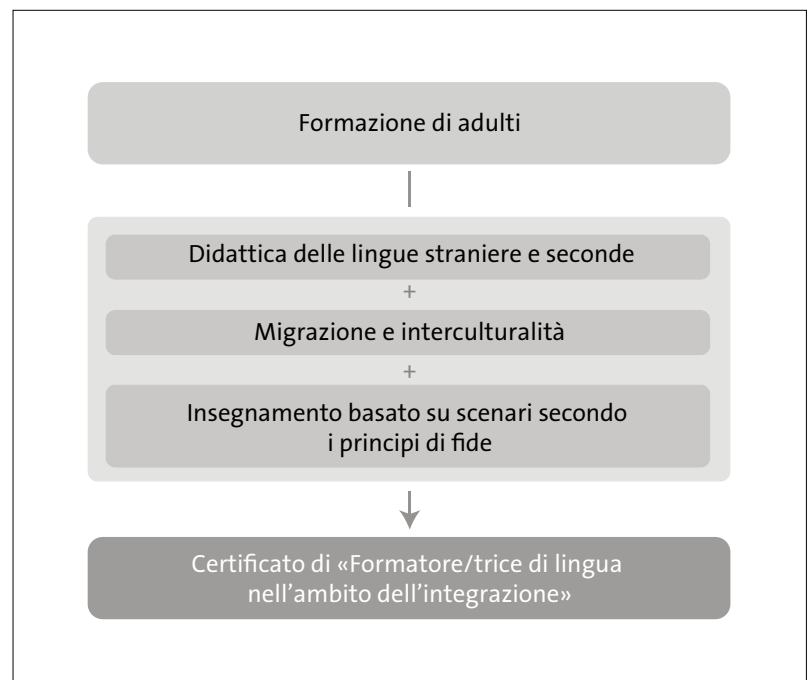 Formazione di adulti
Didattica delle lingue straniere e seconde
+
Migrazione e interculturalità
+
Insegnamento basato su scenari secondo
i principi di fide
Certificato di «Formatore/trice di lingua
nell’ambito dell’integrazione»